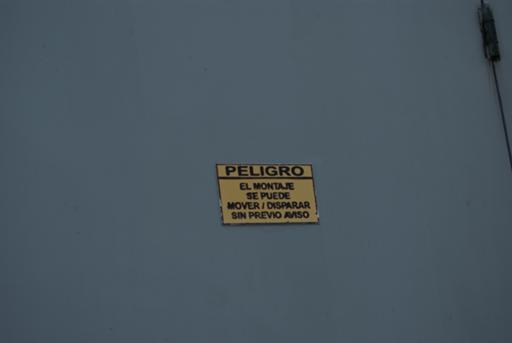 PELIGRO
EL MONTAJE
SE PUEDE
MOVER / DISPARAR
SIN PREVIO AVISO